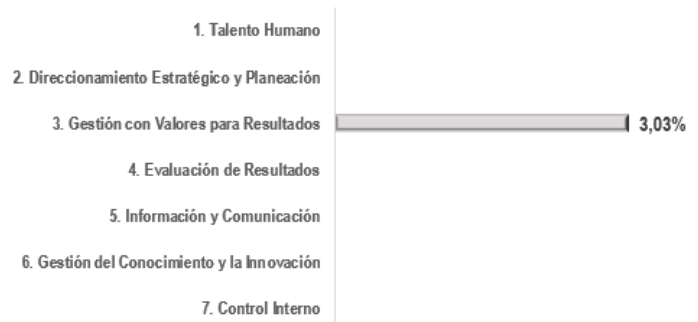 1. Talento Humano
2. Direccionamiento Estratégico y Planeación
3. Gestión con Valores para Resultados 3,03%
4. Evaluación de Resultados
5. Información y Comunicación
6. Gestión del Conocimiento y la Innovación
7. Control Interno